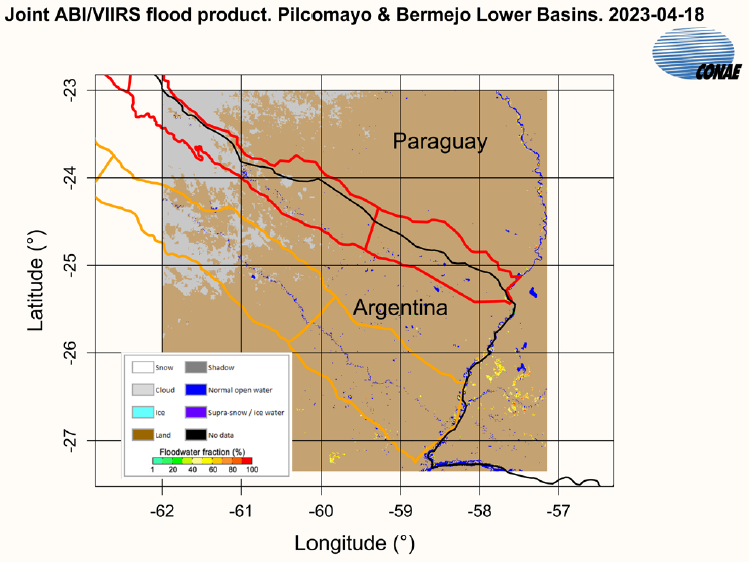 Joint ABI/VIIRS flood product. Pilcomayo & Bermejo Lower Basins. 2023-04-18
CONAE
-23
Paraguay
-24
-25
Argentina
-26
-27
Latitude (°)
Snow
Shadow
Cloud
Normal open water
Ice
Supra-snow / ice water
Land
No data
Floodwater fraction (%)
1 20 40 60 80 100
-62 -61 -60 -59 -58 -57
Longitude (°)